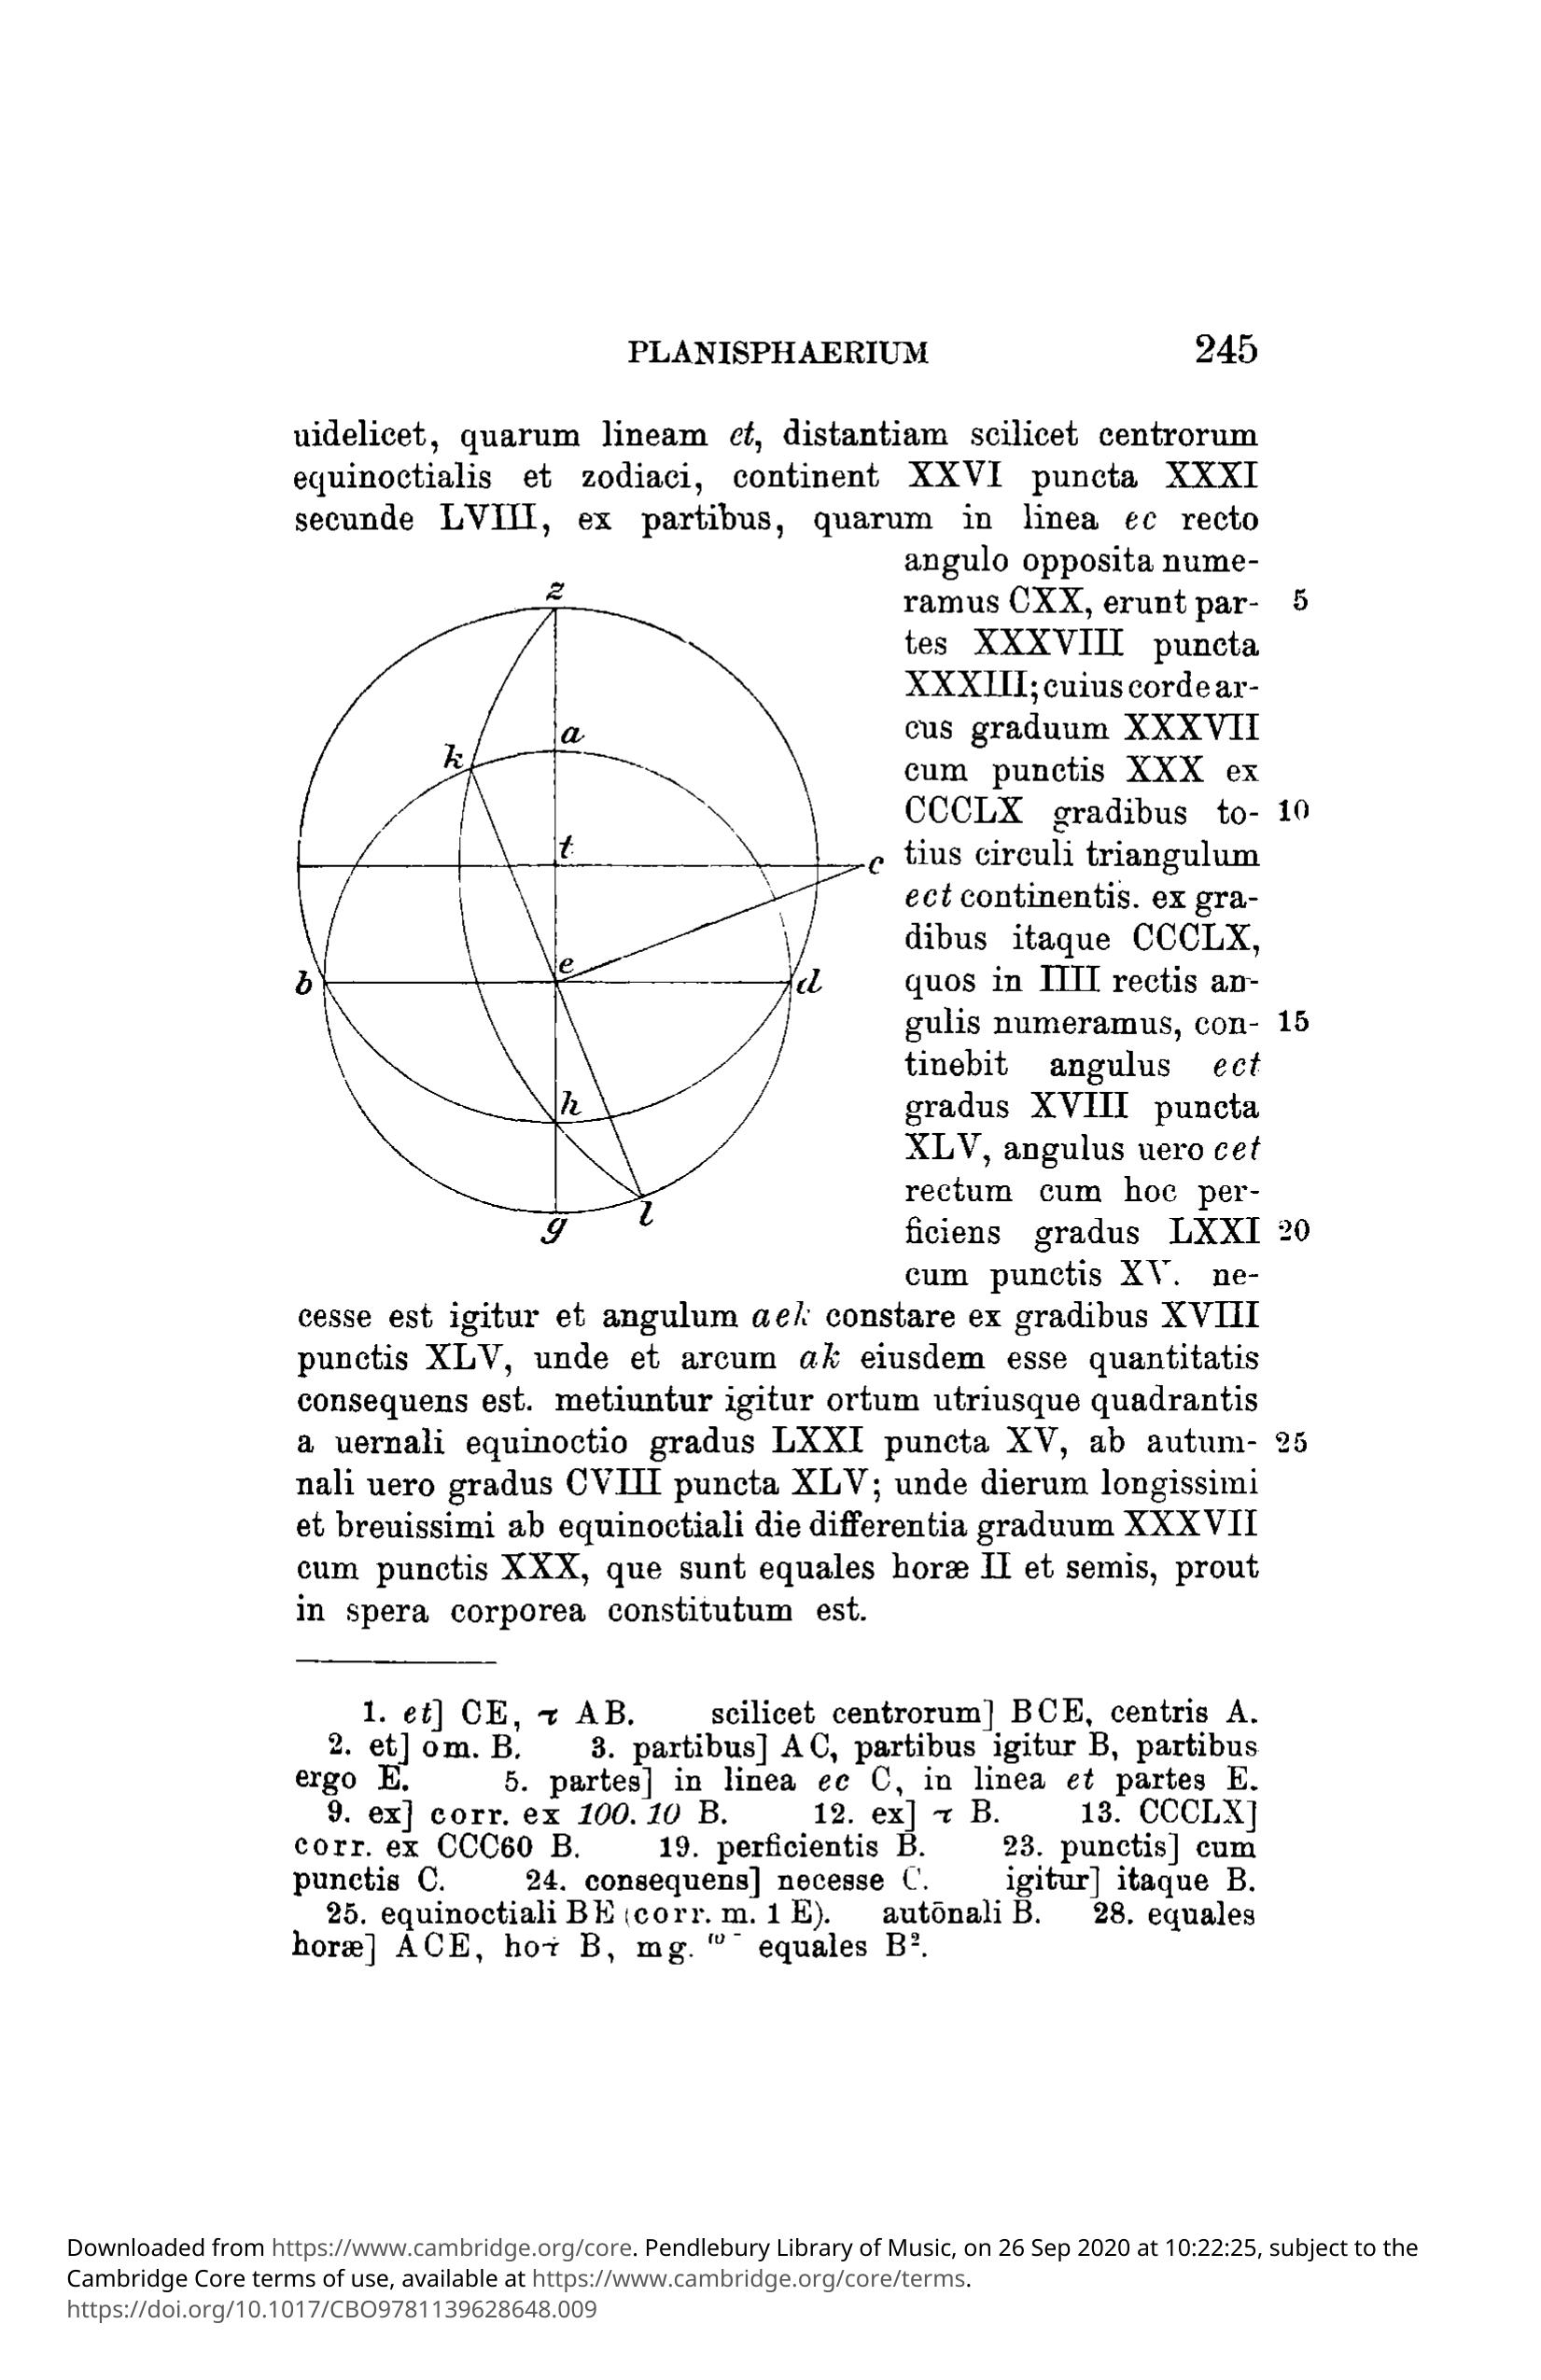 PLANISPHAERIUM 245
uidelicet, quarum lineam et, distantiam scilicet centrorum
equinoctialis et zodiaci, continent XXVI puncta XXXI
secunde LVIII, ex partibus, quarum in linea ec recto
angulo opposita nume-
ramus CXX, erunt par- 5
tes XXXVIII puncta
XXXIII; cuius corde ar-
cus graduum XXXVII
cum punctis XXX ex
CCCLX gradibus to- 10
tius circuli triangulum
ect continentis. ex gra-
dibus itaque CCCLX,
quos in IIII rectis an-
gulis numeramus, con- 15
tinebit angulus ect
gradus XVIII puncta
XLV, angulus uero cet
rectum cum hoc per-
ficiens gradus LXXI 20
cum punctis XV. ne-
z
a
k
t
c
e
b
d
h
l
g
cesse est igitur et angulum aek constare ex gradibus XVIII
punctis XLV, unde et arcum ak eiusdem esse quantitatis
consequens est. metiuntur igitur ortum utriusque quadrantis
a uernali equinoctio gradus LXXI puncta XV, ab autum- 25
nali uero gradus CVIII puncta XLV; unde dierum longissimi
et breuissimi ab equinoctiali die differentia graduum XXXVII
cum punctis XXX, que sunt equales horæ II et semis, prout
in spera corporea constitutum est.
1. et] CE, ⁊ AB. scilicet centrorum] BCE, centris A.
2. et] om. B. 3. partibus] AC, partibus igitur B, partibus
ergo E. 5. partes] in linea ec C, in linea et partes E.
9. ex] corr. ex 100. 10 B. 12. ex] ⁊ B. 13. CCCLX]
corr. ex CCC60 B. 19. perficientis B. 23. punctis] cum
punctis C. 24. consequens] necesse C. igitur] itaque B.
25. equinoctiali BE (corr. m. 1 E). autōnali B. 28. equales
horæ] ACE, ho⁊ B, mg. equales B².
Downloaded from https://www.cambridge.org/core. Pendlebury Library of Music, on 26 Sep 2020 at 10:22:25, subject to the
Cambridge Core terms of use, available at https://www.cambridge.org/core/terms.
https://doi.org/10.1017/CBO9781139628648.009